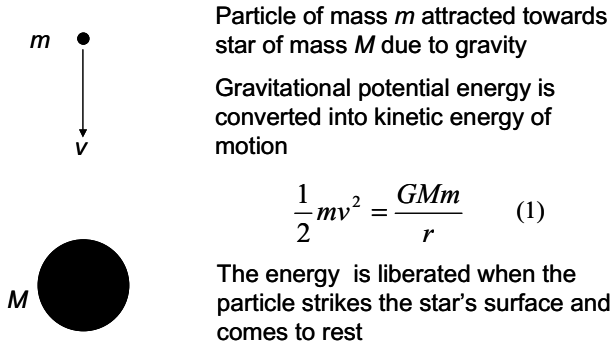 m
Particle of mass m attracted towards
star of mass M due to gravity
Gravitational potential energy is
converted into kinetic energy of
motion
v
1/2 mv² = GMm/r (1)
M
The energy is liberated when the
particle strikes the star's surface and
comes to rest